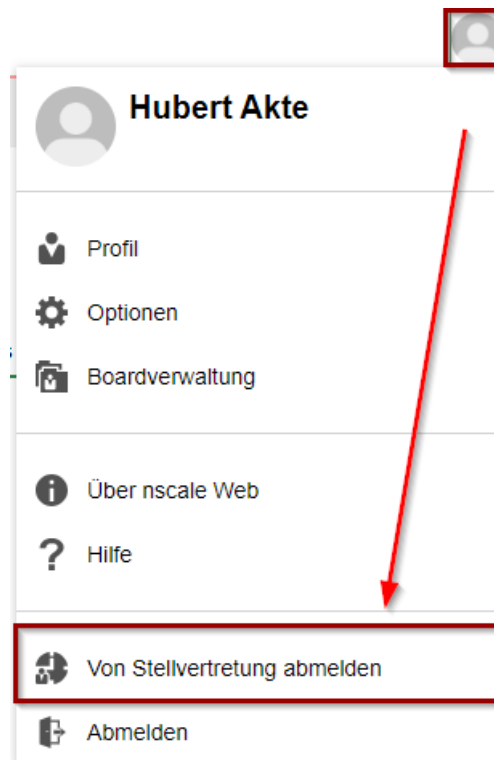 Hubert Akte
Profil
Optionen
Boardverwaltung
Über nscale Web
Hilfe
Von Stellvertretung abmelden
Abmelden